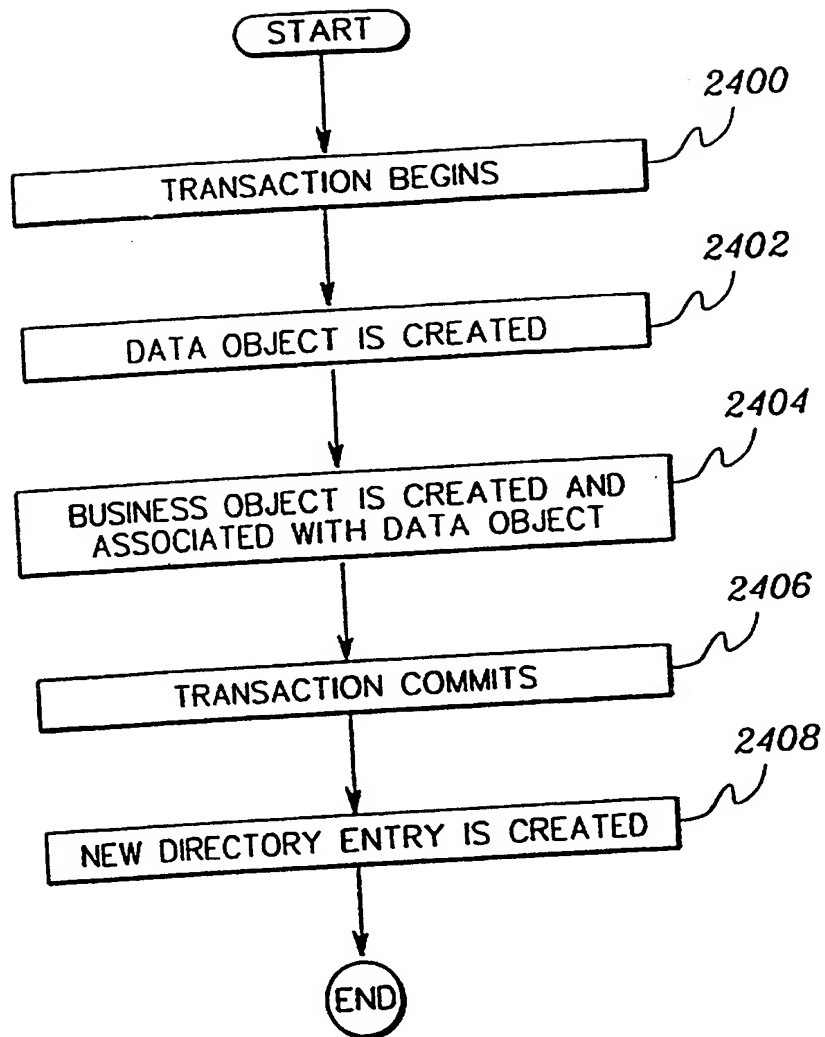 START
2400
TRANSACTION BEGINS
2402
DATA OBJECT IS CREATED
2404
BUSINESS OBJECT IS CREATED AND
ASSOCIATED WITH DATA OBJECT
2406
TRANSACTION COMMITS
2408
NEW DIRECTORY ENTRY IS CREATED
END